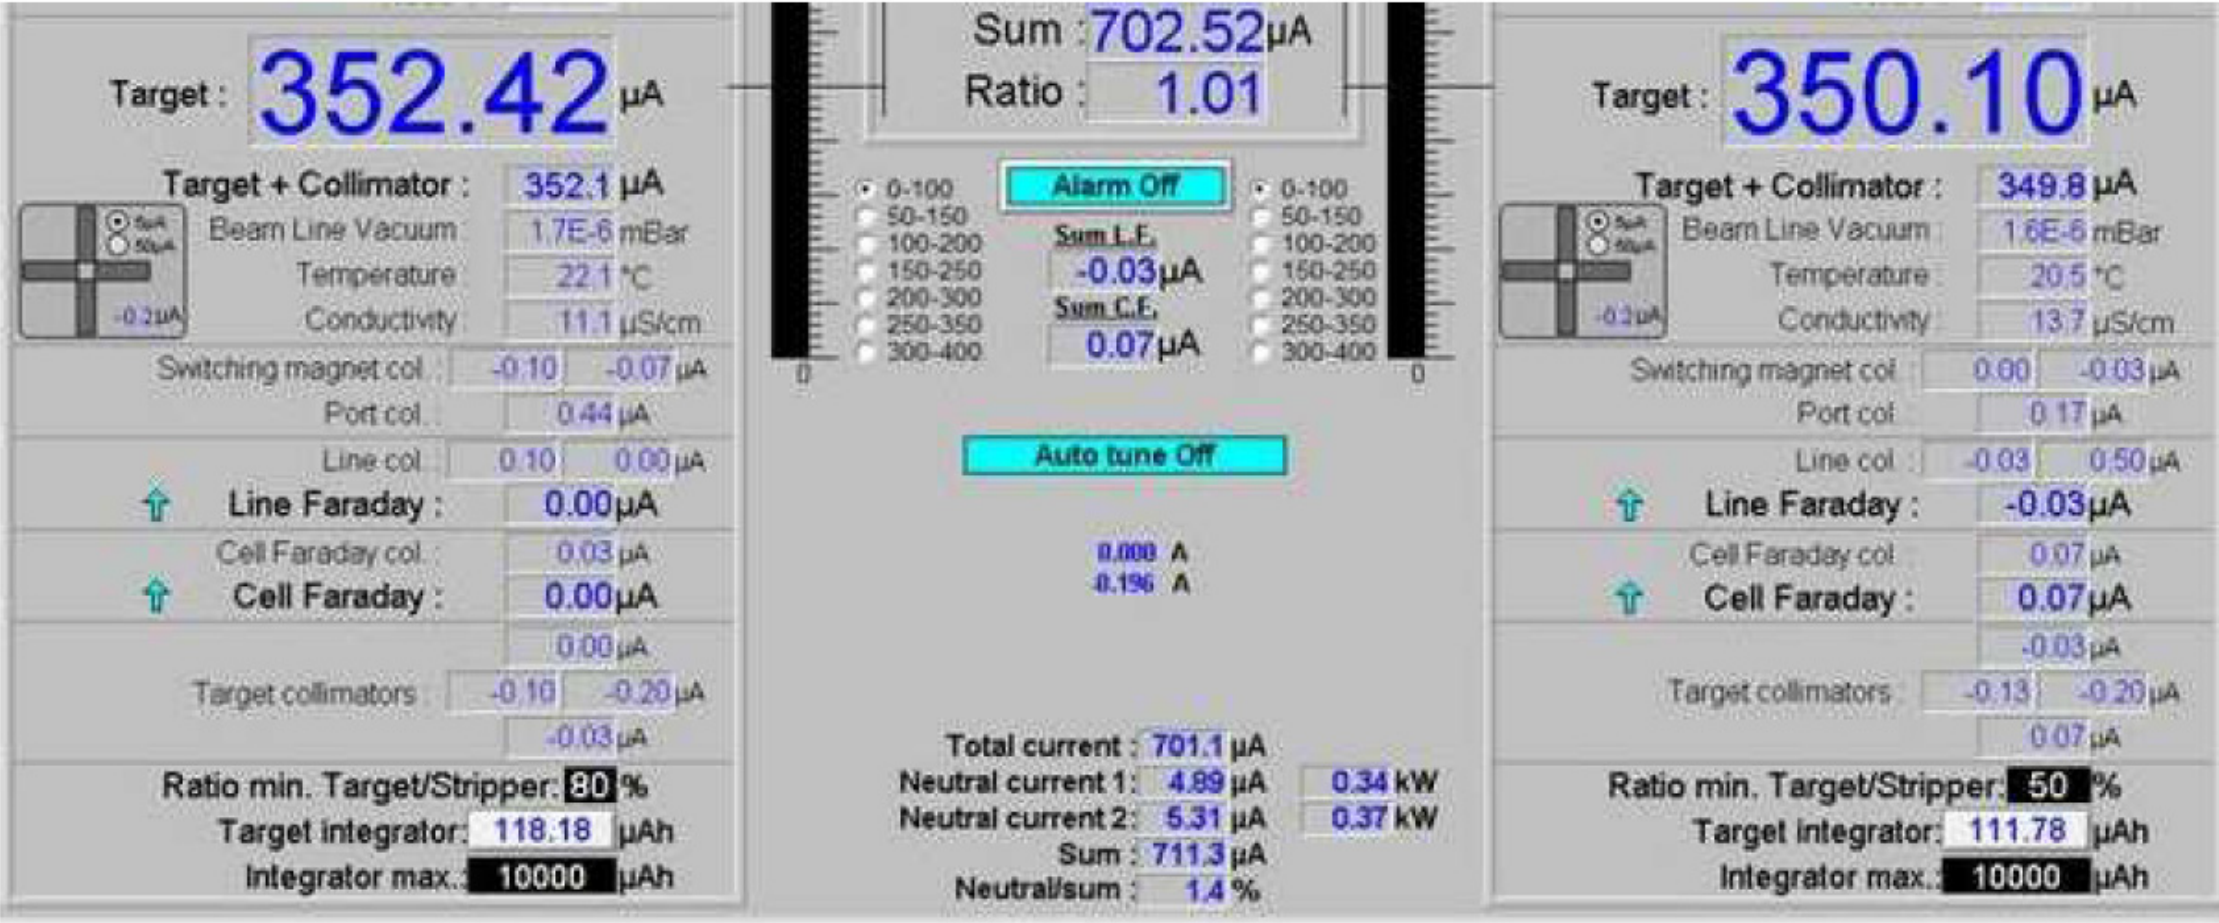 Target : 352.42 µA
Target + Collimator : 352.1 µA
5µA
50µA
-0.2µA
Beam Line Vacuum : 1.7E-6 mBar
Temperature : 22.1 °C
Conductivity : 11.1 µS/cm
Switching magnet col. : -0.10 -0.07 µA
Port col. : 0.44 µA
Line col. : 0.10 0.00 µA
Line Faraday : 0.00 µA
Cell Faraday col. : 0.03 µA
Cell Faraday : 0.00 µA
0.00 µA
Target collimators : -0.10 -0.20 µA
-0.03 µA
Ratio min. Target/Stripper: 80 %
Target integrator: 118.18 µAh
Integrator max.: 10000 µAh
Sum : 702.52 µA
Ratio : 1.01
Alarm Off
0-100
50-150
100-200
150-250
200-300
250-350
300-400
0
Sum L.F.
-0.03 µA
Sum C.F.
0.07 µA
0-100
50-150
100-200
150-250
200-300
250-350
300-400
0
Auto tune Off
0.000 A
0.196 A
Total current : 701.1 µA
Neutral current 1: 4.89 µA 0.34 kW
Neutral current 2: 5.31 µA 0.37 kW
Sum : 711.3 µA
Neutral/sum : 1.4 %
Target : 350.10 µA
Target + Collimator : 349.8 µA
5µA
50µA
-0.2µA
Beam Line Vacuum : 1.6E-6 mBar
Temperature : 20.5 °C
Conductivity : 13.7 µS/cm
Switching magnet col. : 0.00 -0.03 µA
Port col. : 0.17 µA
Line col. : -0.03 0.50 µA
Line Faraday : -0.03 µA
Cell Faraday col. : 0.07 µA
Cell Faraday : 0.07 µA
-0.03 µA
Target collimators : -0.13 -0.20 µA
0.07 µA
Ratio min. Target/Stripper: 50 %
Target integrator: 111.78 µAh
Integrator max.: 10000 µAh